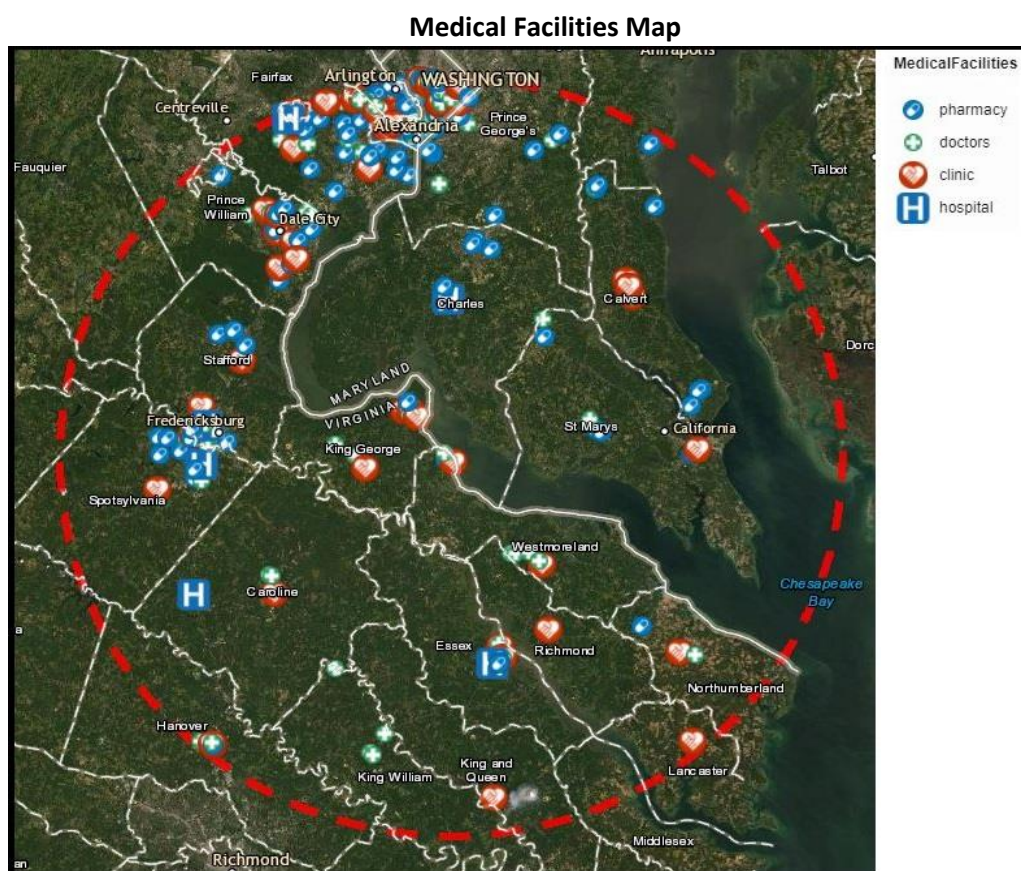 Medical Facilities Map
Annapolis
MedicalFacilities
pharmacy
doctors
clinic
hospital
Fairfax
Arlington
WASHINGTON
Centreville
Alexandria
Prince
George's
Fauquier
Talbot
Prince
William
Dale City
Charles
Calvert
Dorc
Stafford
MARYLAND
VIRGINIA
Fredericksburg
St Marys
California
King George
Spotsylvania
Westmoreland
Chesapeake
Bay
Caroline
a
Essex
Richmond
Northumberland
Hanover
King William
King and
Queen
Lancaster
Middlesex
Richmond
an
H
H
H
H
H